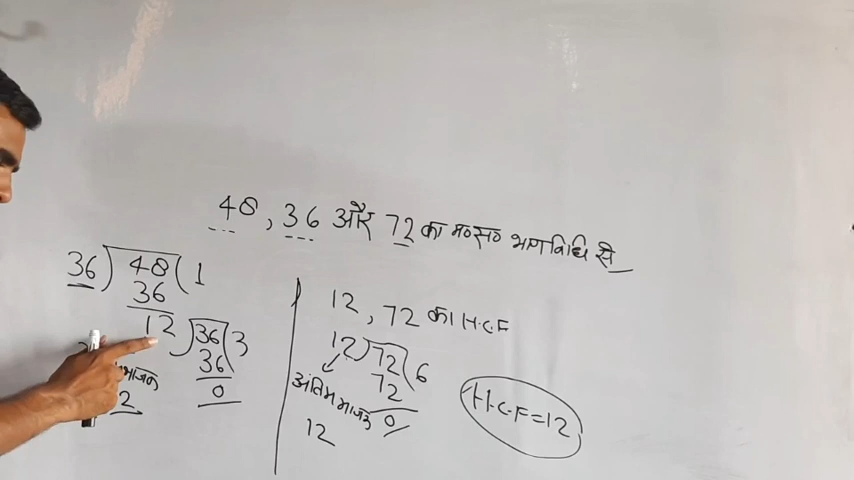 48, 36 और 72 का म०स० भागविधि से
36 ) 48 ( 1
36
12 ) 36 ( 3
36
0
12, 72 का H.C.F
12 ) 72 ( 6
72
0
अंतिम भाजक
12
H.C.F=12